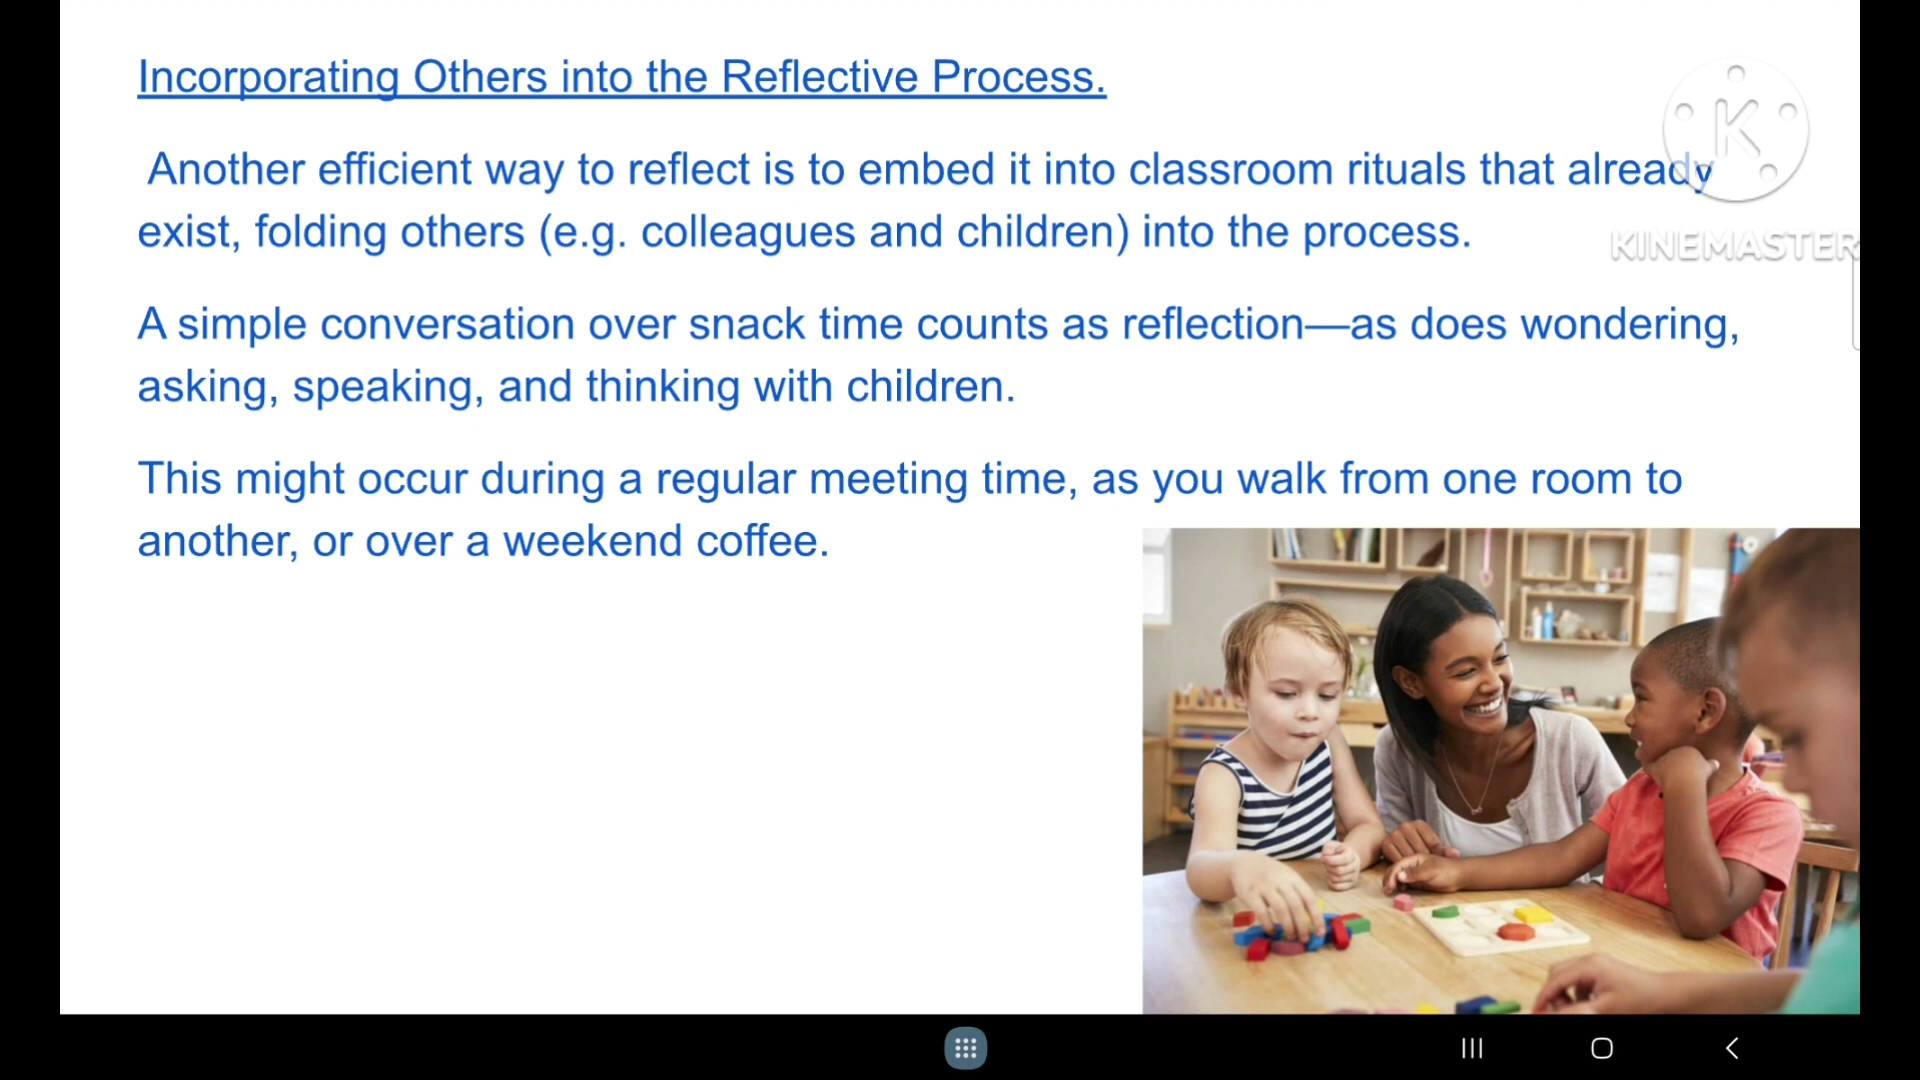 Incorporating Others into the Reflective Process.
Another efficient way to reflect is to embed it into classroom rituals that already
exist, folding others (e.g. colleagues and children) into the process.
A simple conversation over snack time counts as reflection—as does wondering,
asking, speaking, and thinking with children.
This might occur during a regular meeting time, as you walk from one room to
another, or over a weekend coffee.
K
KINEMASTER